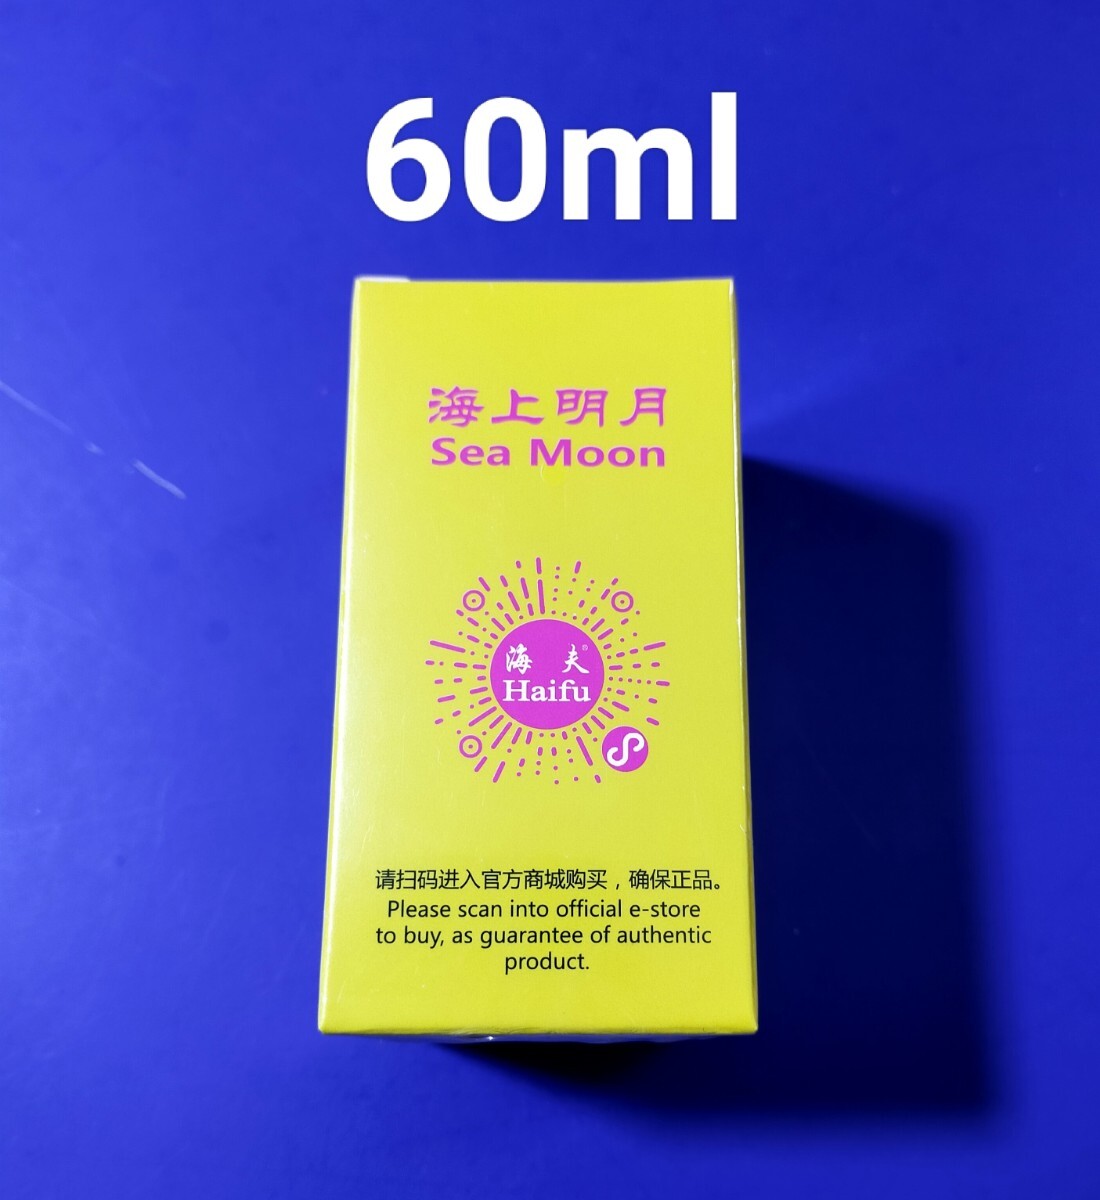 60ml
海上明月
Sea Moon
海夫®
Haifu
请扫码进入官方商城购买，确保正品。
Please scan into official e-store
to buy, as guarantee of authentic
product.